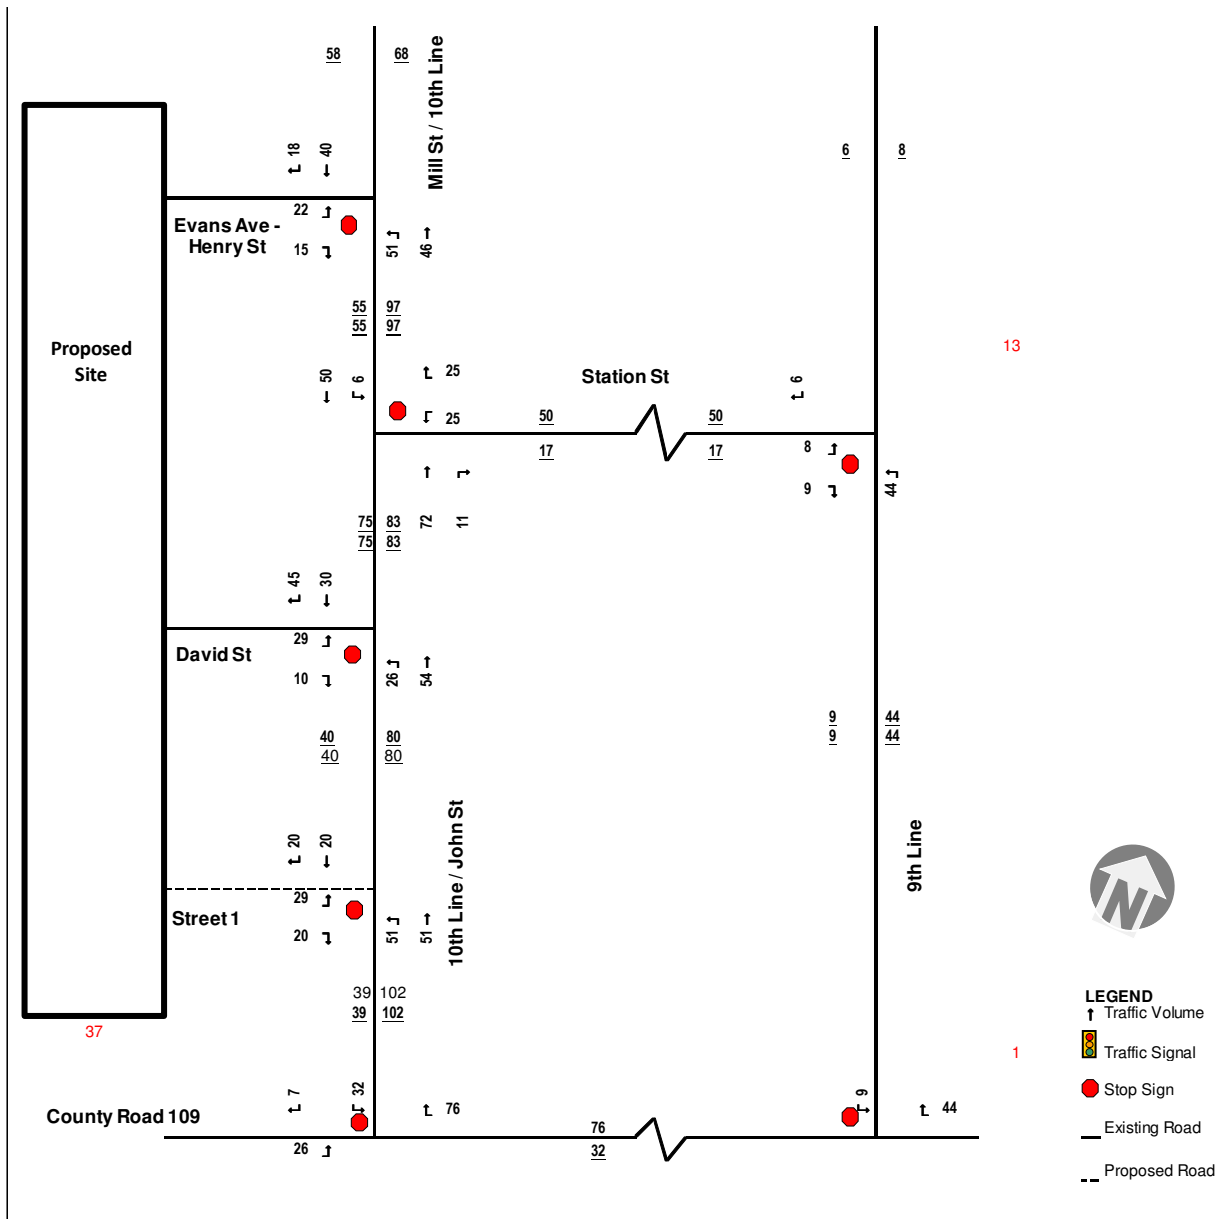 58 68
Mill St / 10th Line
6 8
18 40
22
Evans Ave -
Henry St
15
51 46
55 97
55 97
Proposed
Site
13
50 6
25
Station St
6
25
50 50
17 17
8
9
44
75 83 72 11
75 83
45 30
29
David St
10
26 54
40 80
40 80
9 44
9 44
20 20
10th Line / John St
9th Line
29
Street 1
20
51 51
39 102
39 102
N
37
LEGEND
Traffic Volume
Traffic Signal
1
Stop Sign
7 32
76
9
44
County Road 109
76
Existing Road
26
32
Proposed Road